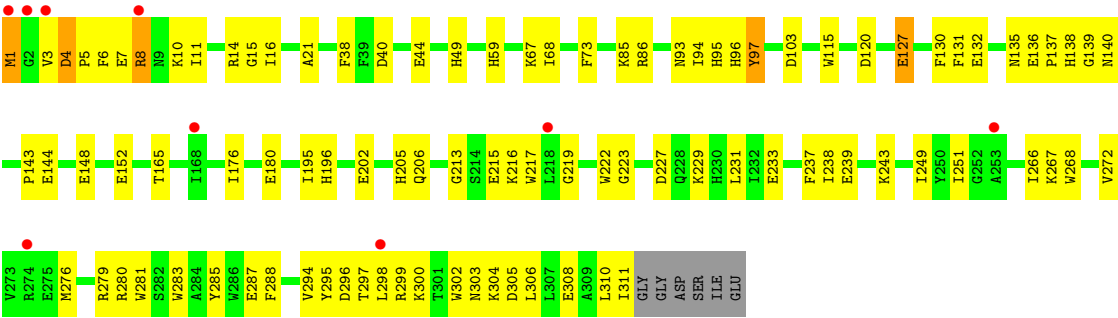 M1 G2 V3 D4 P5 F6 E7 R8 N9 K10 I11 R14 G15 I16 A21 F38 F39 D40 E44 H49 H59 K67 I68 F73 K85 R86 N93 I94 H95 H96 Y97 D103 W115 D120 E127 F130 F131 E132 N135 E136 P137 H138 G139 N140
P143 E144 E148 E152 T165 I168 I176 E180 I195 H196 E202 H205 Q206 G213 S214 E215 K216 W217 L218 G219 W222 G223 D227 Q228 K229 H230 L231 I232 E233 F237 I238 E239 K243 I249 Y250 I251 G252 A253 I266 K267 W268 V272
V273 R274 E275 M276 R279 R280 W281 S282 W283 A284 Y285 W286 E287 F288 V294 Y295 D296 T297 L298 R299 K300 T301 W302 N303 K304 D305 L306 L307 E308 A309 L310 I311 GLY GLY ASP SER ILE GLU